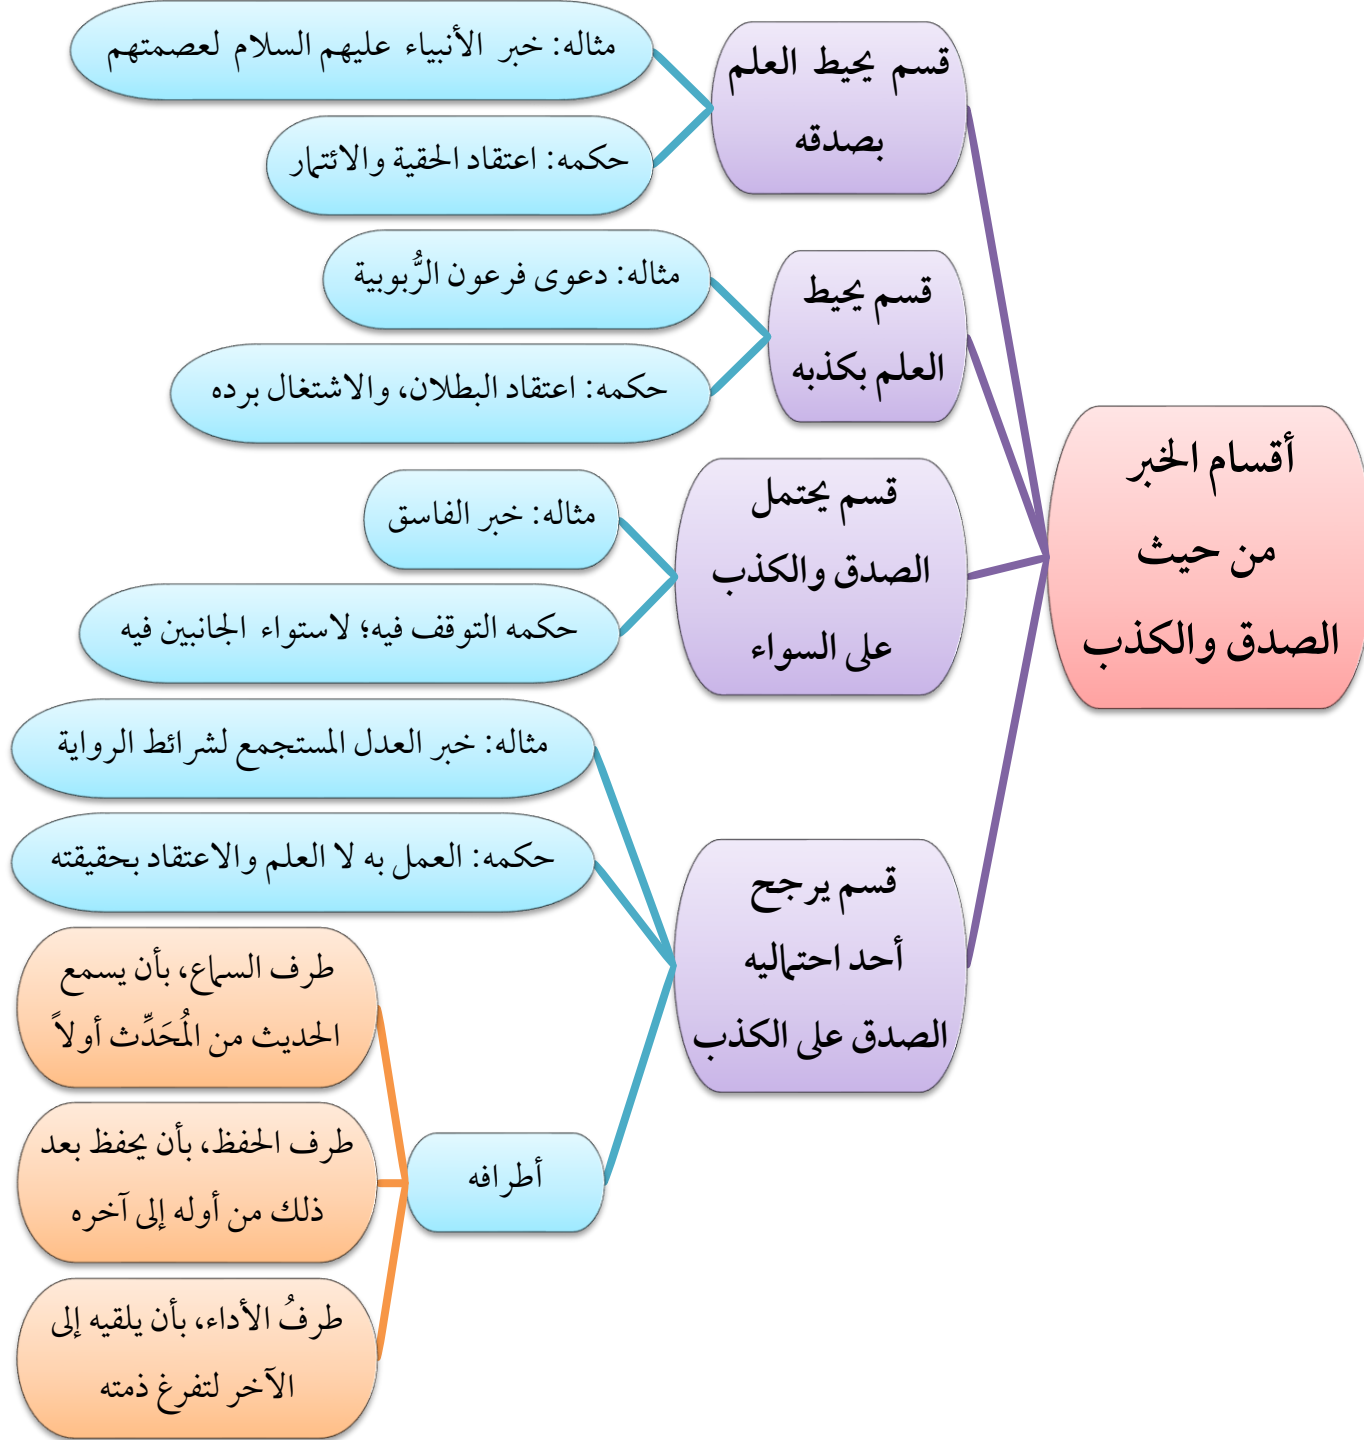 أقسام الخبر
من حيث
الصدق والكذب
قسم يحيط العلم
بصدقه
مثاله: خبر الأنبياء عليهم السلام لعصمتهم
حكمه: اعتقاد الحقية والائتمار
قسم يحيط
العلم بكذبه
مثاله: دعوى فرعون الرُّبوبية
حكمه: اعتقاد البطلان، والاشتغال برده
قسم يحتمل
الصدق والكذب
على السواء
مثاله: خبر الفاسق
حكمه التوقف فيه؛ لاستواء الجانبين فيه
قسم يرجح
أحد احتماليه
الصدق على الكذب
مثاله: خبر العدل المستجمع لشرائط الرواية
حكمه: العمل به لا العلم والاعتقاد بحقيقته
أطرافه
طرف السماع، بأن يسمع
الحديث من المُحَدِّث أولاً
طرف الحفظ، بأن يحفظ بعد
ذلك من أوله إلى آخره
طرفُ الأداء، بأن يلقيه إلى
الآخر لتفرغ ذمته